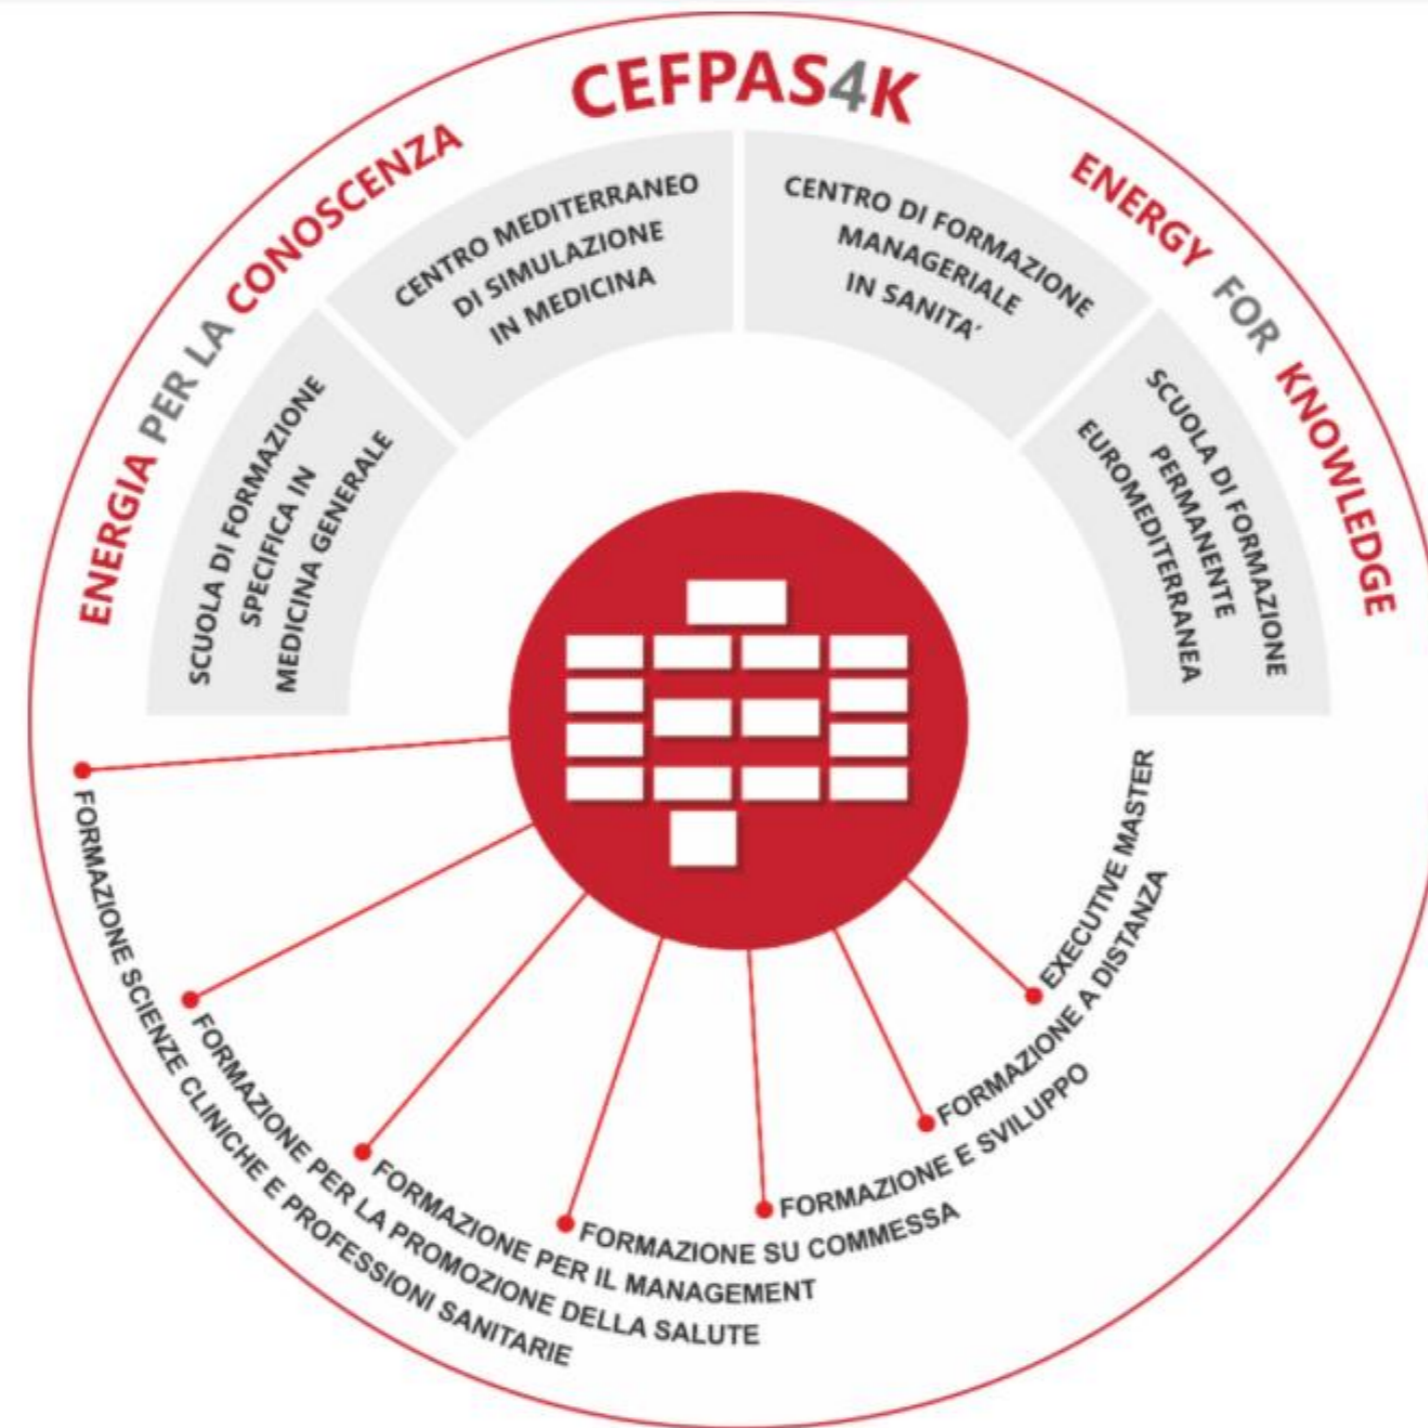 CEFPAS4K
ENERGIA PER LA CONOSCENZA
ENERGY FOR KNOWLEDGE
SCUOLA DI FORMAZIONE
SPECIFICA IN
MEDICINA GENERALE
CENTRO MEDITERRANEO
DI SIMULAZIONE
IN MEDICINA
CENTRO DI FORMAZIONE
MANAGERIALE
IN SANITA’
SCUOLA DI FORMAZIONE
PERMANENTE
EUROMEDITERRANEA
EXECUTIVE MASTER
FORMAZIONE A DISTANZA
FORMAZIONE E SVILUPPO
FORMAZIONE SU COMMESSA
FORMAZIONE PER IL MANAGEMENT
FORMAZIONE PER LA PROMOZIONE DELLA SALUTE
FORMAZIONE SCIENZE CLINICHE E PROFESSIONI SANITARIE